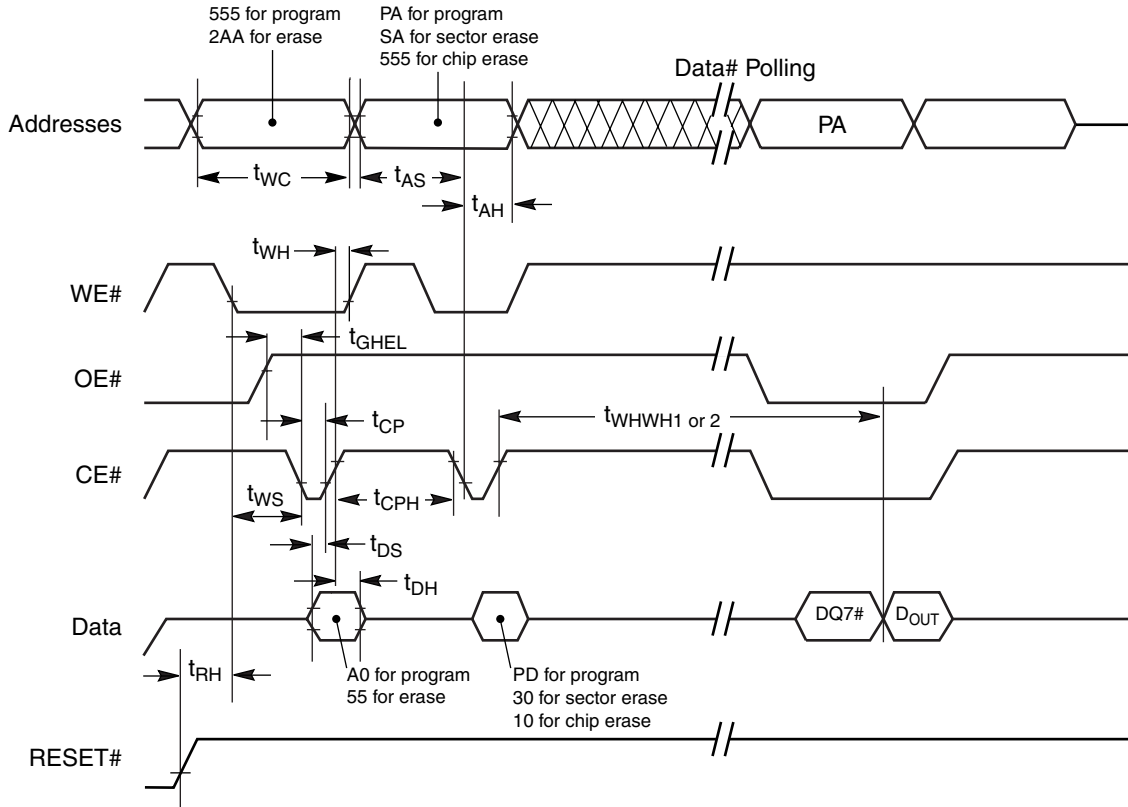 555 for program
2AA for erase
PA for program
SA for sector erase
555 for chip erase
Data# Polling
Addresses
PA
tWC
tAS
tAH
tWH
WE#
tGHEL
OE#
tWHWH1 or 2
tCP
CE#
tWS
tCPH
tDS
tDH
Data
DQ7#
DOUT
tRH
A0 for program
55 for erase
PD for program
30 for sector erase
10 for chip erase
RESET#